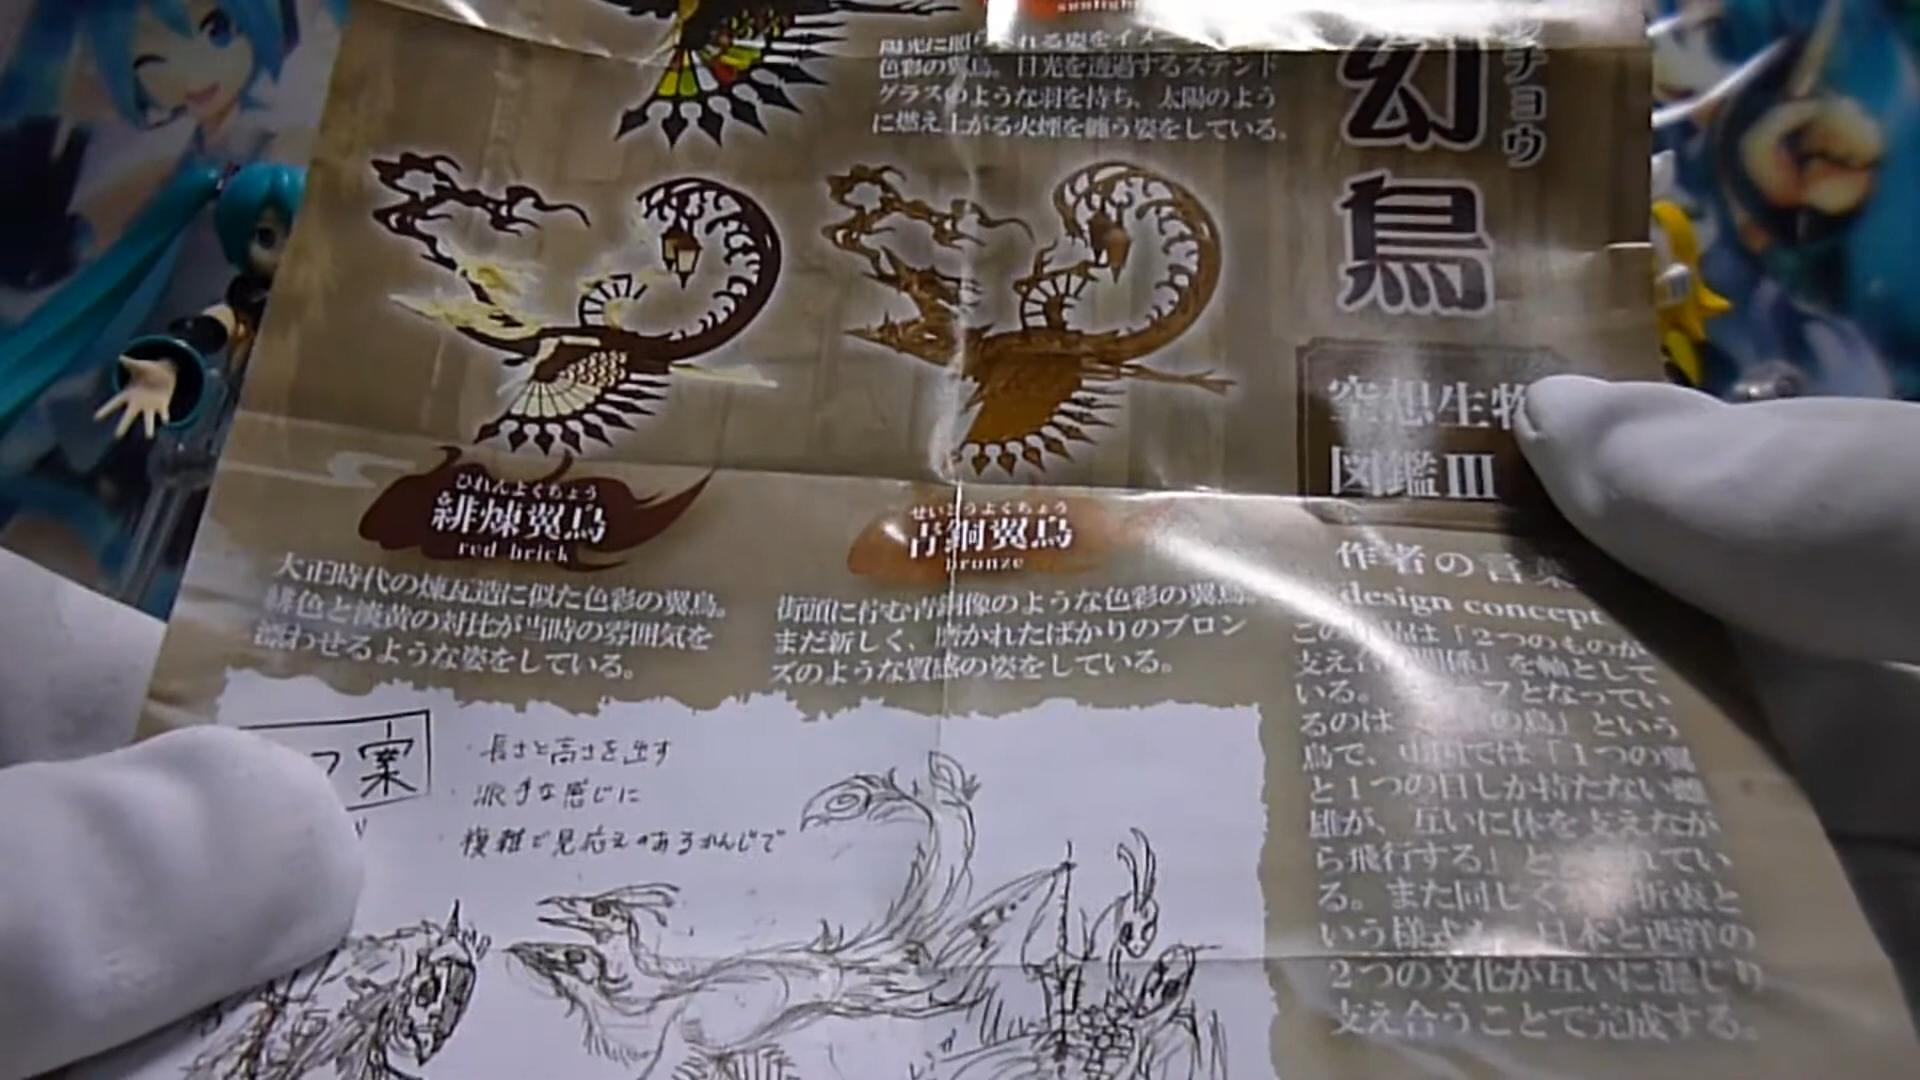 sunlight
色彩の翼鳥。日光を透過するステンド
グラスのような羽を持ち、太陽のよう
に燃え上がる火煙を纏う姿をしている。
チョウ
幻鳥
空想生物
図鑑III
ひれんよくちょう
緋煉翼鳥
red brick
大正時代の煉瓦造に似た色彩の翼鳥。
緋色と淡黄の対比が当時の雰囲気を
漂わせるような姿をしている。
せいどうよくちょう
青銅翼鳥
bronze
街頭に佇む青銅像のような色彩の翼鳥。
まだ新しく、磨かれたばかりのブロン
ズのような質感の姿をしている。
作者の言葉
design concept
この作品は「2つのものが
支え合う関係」を軸として
いる。となってい
るのは の鳥」という
鳥で、中国では「1つの翼
と1つの目しか持たない雌
雄が、互いに体を支えなが
ら飛行する」と れてい
る。また同じく 折衷と
いう様式も、日本と西洋の
2つの文化が互いに混じり
支え合うことで完成する。
案
・長さと高さを出す
・派手な感じに
・複雑で見応えのあるかんじで